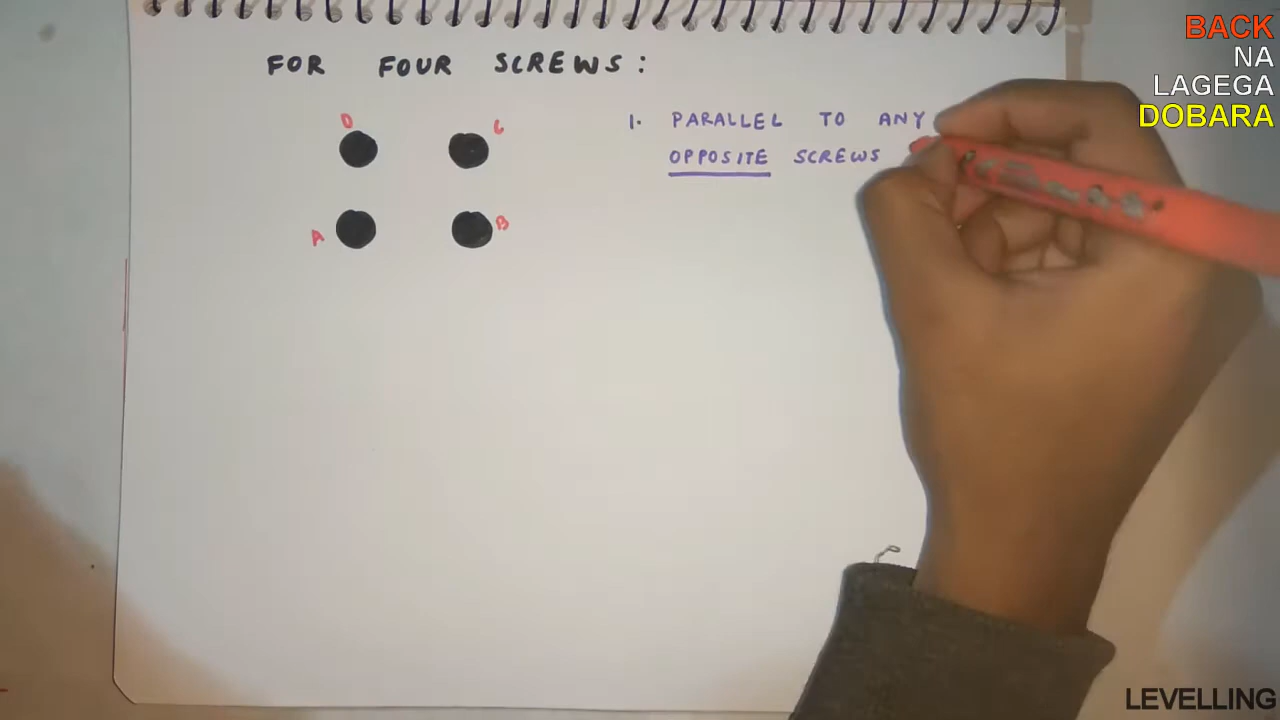 FOR FOUR SCREWS:
D
C
A
B
1. PARALLEL TO ANY
OPPOSITE SCREWS
BACK
NA
LAGEGA
DOBARA
LEVELLING